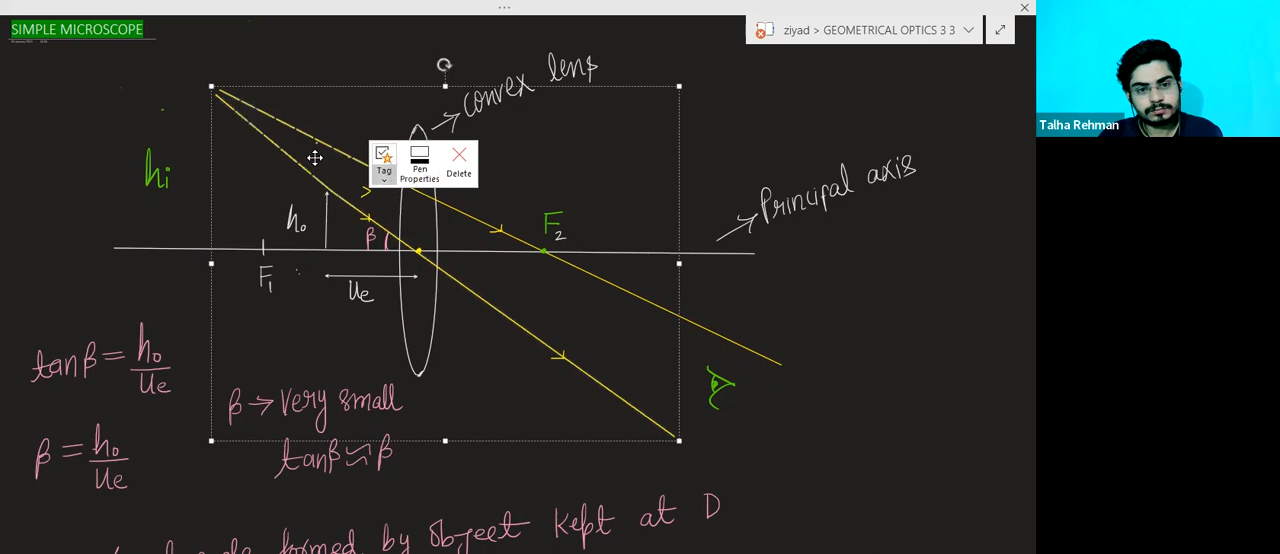 SIMPLE MICROSCOPE
ziyad > GEOMETRICAL OPTICS 3 3
Talha Rehman
convex lens
Tag
Pen Properties
Delete
hi
Principal axis
ho
β
F2
F1
ue
tanβ = ho/ue
β → very small
β = ho/ue
tanβ ≈ β
formed by object kept at D